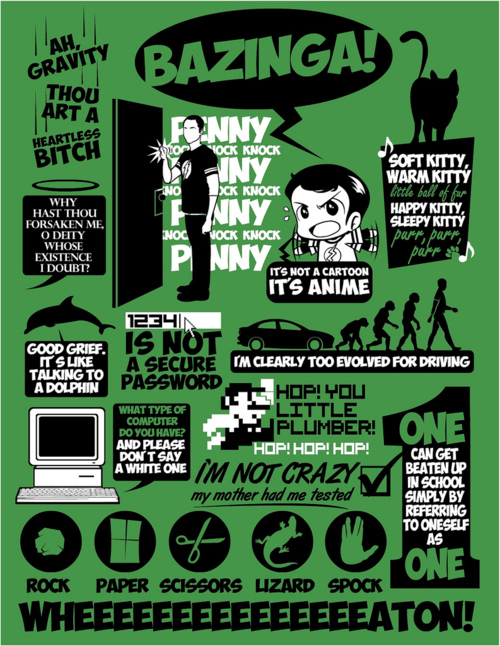 AH,
GRAVITY
THOU
ART A
HEARTLESS
BITCH
BAZINGA!
WHY
HAST THOU
FORSAKEN ME,
O DEITY
WHOSE
EXISTENCE
I DOUBT?
PENNY
KNOCK KNOCK KNOCK
PENNY
KNOCK KNOCK KNOCK
PENNY
KNOCK KNOCK KNOCK
PENNY
IT'S NOT A CARTOON
IT'S ANIME
SOFT KITTY,
WARM KITTY
little ball of fur
HAPPY KITTY,
SLEEPY KITTY
purr, purr,
purr
GOOD GRIEF.
IT'S LIKE
TALKING TO
A DOLPHIN
1234
IS NOT
A SECURE
PASSWORD
I'M CLEARLY TOO EVOLVED FOR DRIVING
WHAT TYPE OF
COMPUTER
DO YOU HAVE?
AND PLEASE
DON'T SAY
A WHITE ONE
HOP! YOU
LITTLE
PLUMBER!
HOP! HOP! HOP!
I'M NOT CRAZY
my mother had me tested
ONE
CAN GET
BEATEN UP
IN SCHOOL
SIMPLY BY
REFERRING
TO ONESELF
AS
ONE
ROCK PAPER SCISSORS LIZARD SPOCK
WHEEEEEEEEEEEEEEEATON!